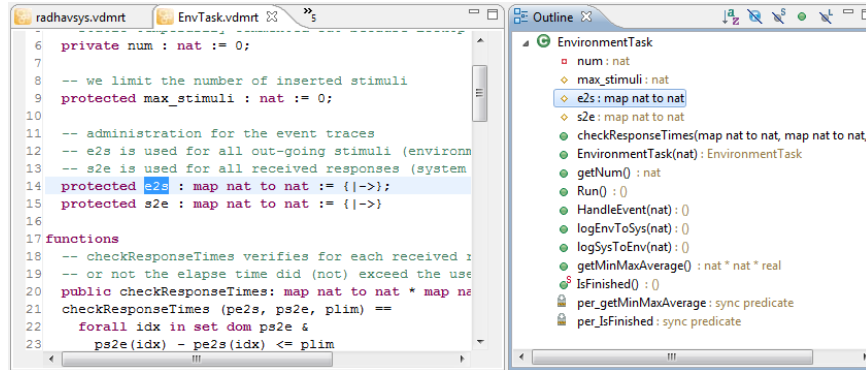 radhavsys.vdmrt
EnvTask.vdmrt
5
6 private num : nat := 0;
7
8 -- we limit the number of inserted stimuli
9 protected max_stimuli : nat := 0;
10
11 -- administration for the event traces
12 -- e2s is used for all out-going stimuli (environm
13 -- s2e is used for all received responses (system
14 protected e2s : map nat to nat := {|->};
15 protected s2e : map nat to nat := {|->}
16
17 functions
18 -- checkResponseTimes verifies for each received r
19 -- or not the elapse time did (not) exceed the use
20 public checkResponseTimes: map nat to nat * map na
21 checkResponseTimes (pe2s, ps2e, plim) ==
22 forall idx in set dom ps2e &
23 ps2e(idx) - pe2s(idx) <= plim
Outline
EnvironmentTask
num : nat
max_stimuli : nat
e2s : map nat to nat
s2e : map nat to nat
checkResponseTimes(map nat to nat, map nat to nat,
EnvironmentTask(nat) : EnvironmentTask
getNum() : nat
Run() : ()
HandleEvent(nat) : ()
logEnvToSys(nat) : ()
logSysToEnv(nat) : ()
getMinMaxAverage() : nat * nat * real
IsFinished() : ()
per_getMinMaxAverage : sync predicate
per_IsFinished : sync predicate